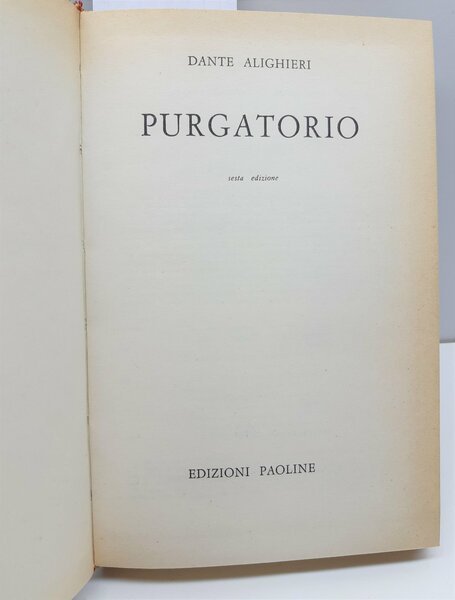 DANTE ALIGHIERI
PURGATORIO
sesta edizione
EDIZIONI PAOLINE